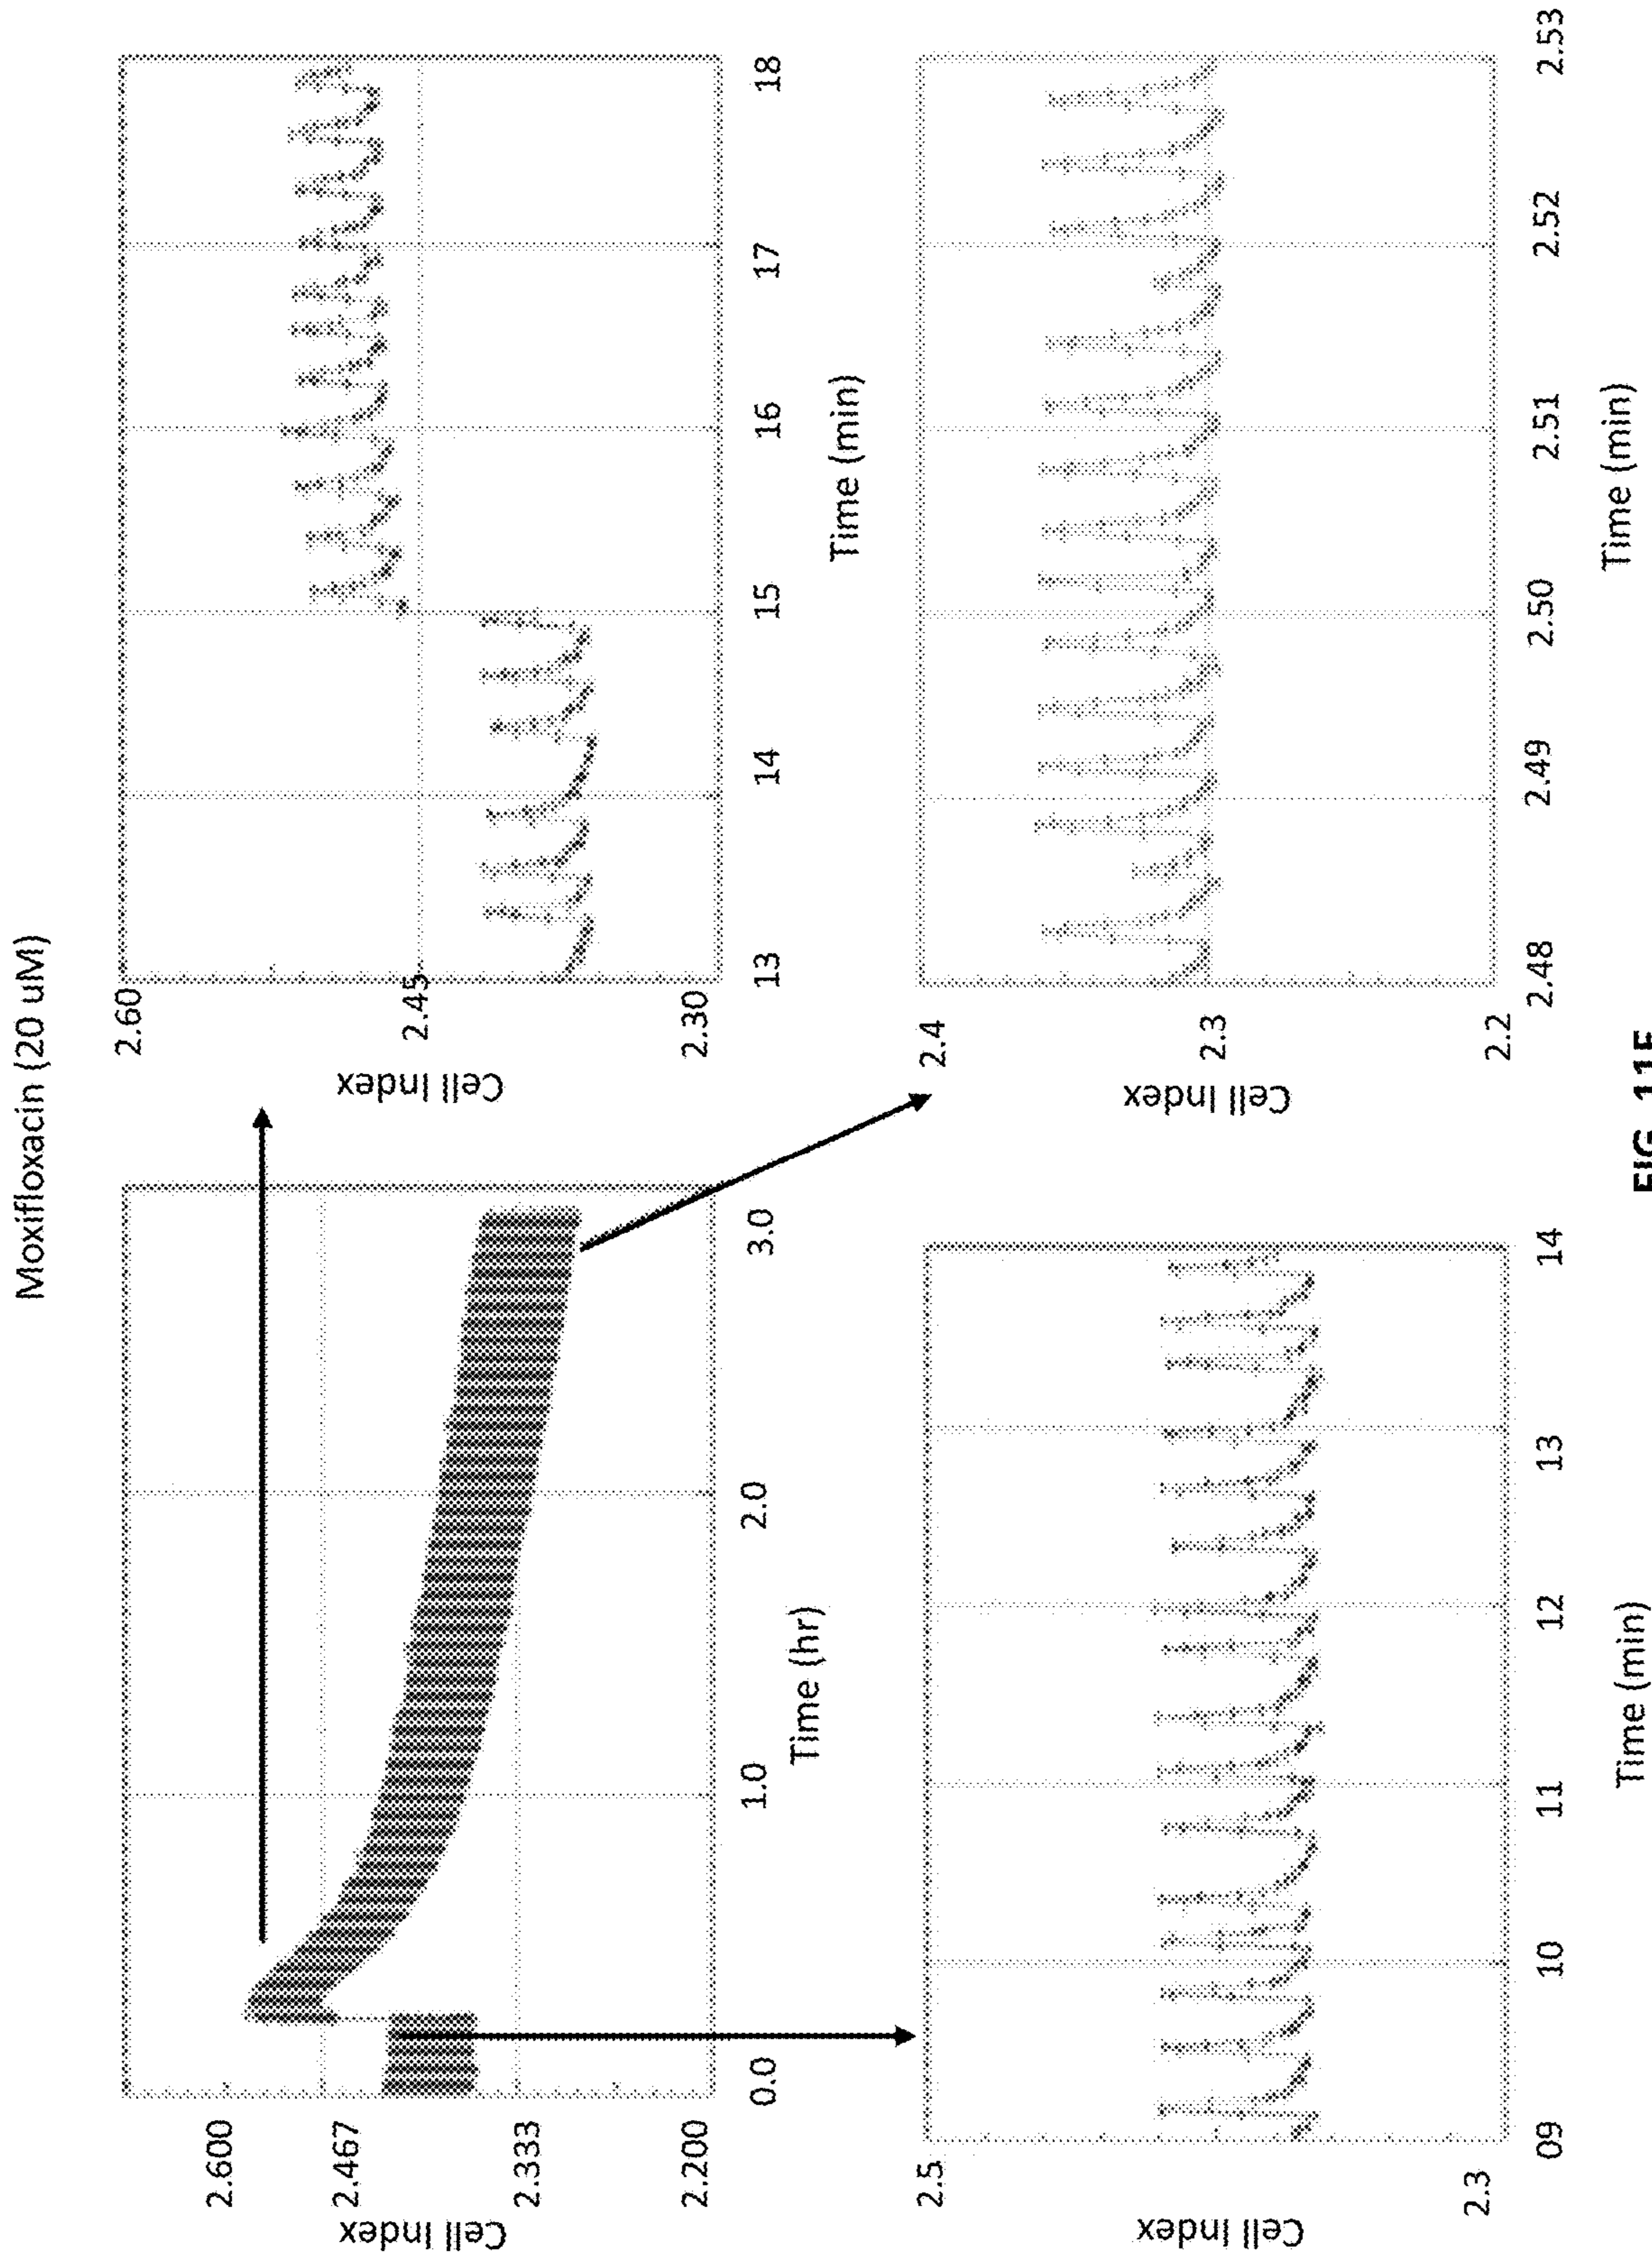 Moxifloxacin (20 uM)
Cell Index
2.600
2.467
2.333
2.200
0.0 1.0 2.0 3.0
Time (hr)
Cell Index
2.60
2.45
2.30
13 14 15 16 17 18
Time (min)
Cell Index
2.5
2.3
09 10 11 12 13 14
Time (min)
Cell Index
2.4
2.3
2.2
2.48 2.49 2.50 2.51 2.52 2.53
Time (min)
FIG